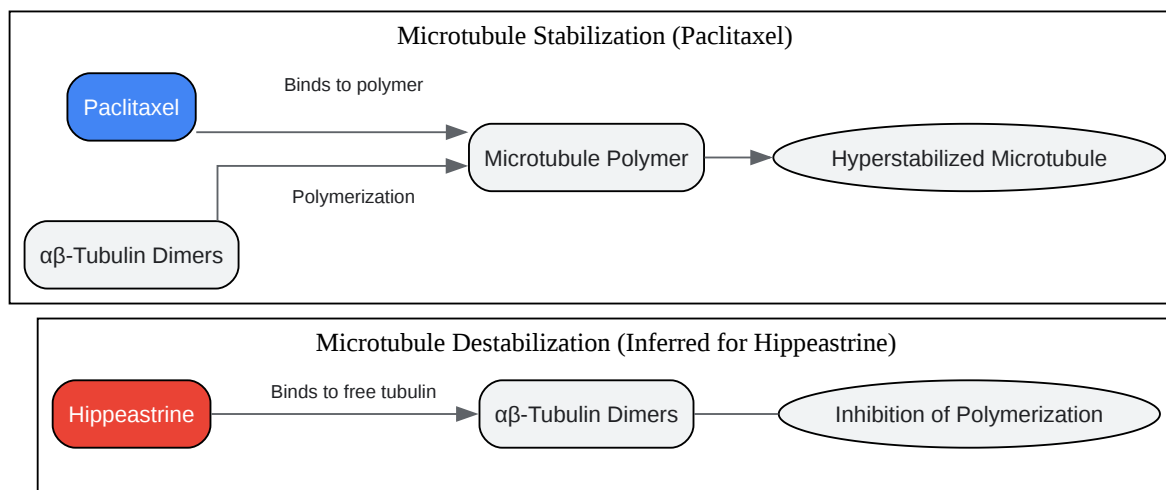 Microtubule Stabilization (Paclitaxel)
Binds to polymer
Paclitaxel
Microtubule Polymer
Hyperstabilized Microtubule
Polymerization
αβ-Tubulin Dimers
Microtubule Destabilization (Inferred for Hippeastrine)
Binds to free tubulin
Hippeastrine
αβ-Tubulin Dimers
Inhibition of Polymerization